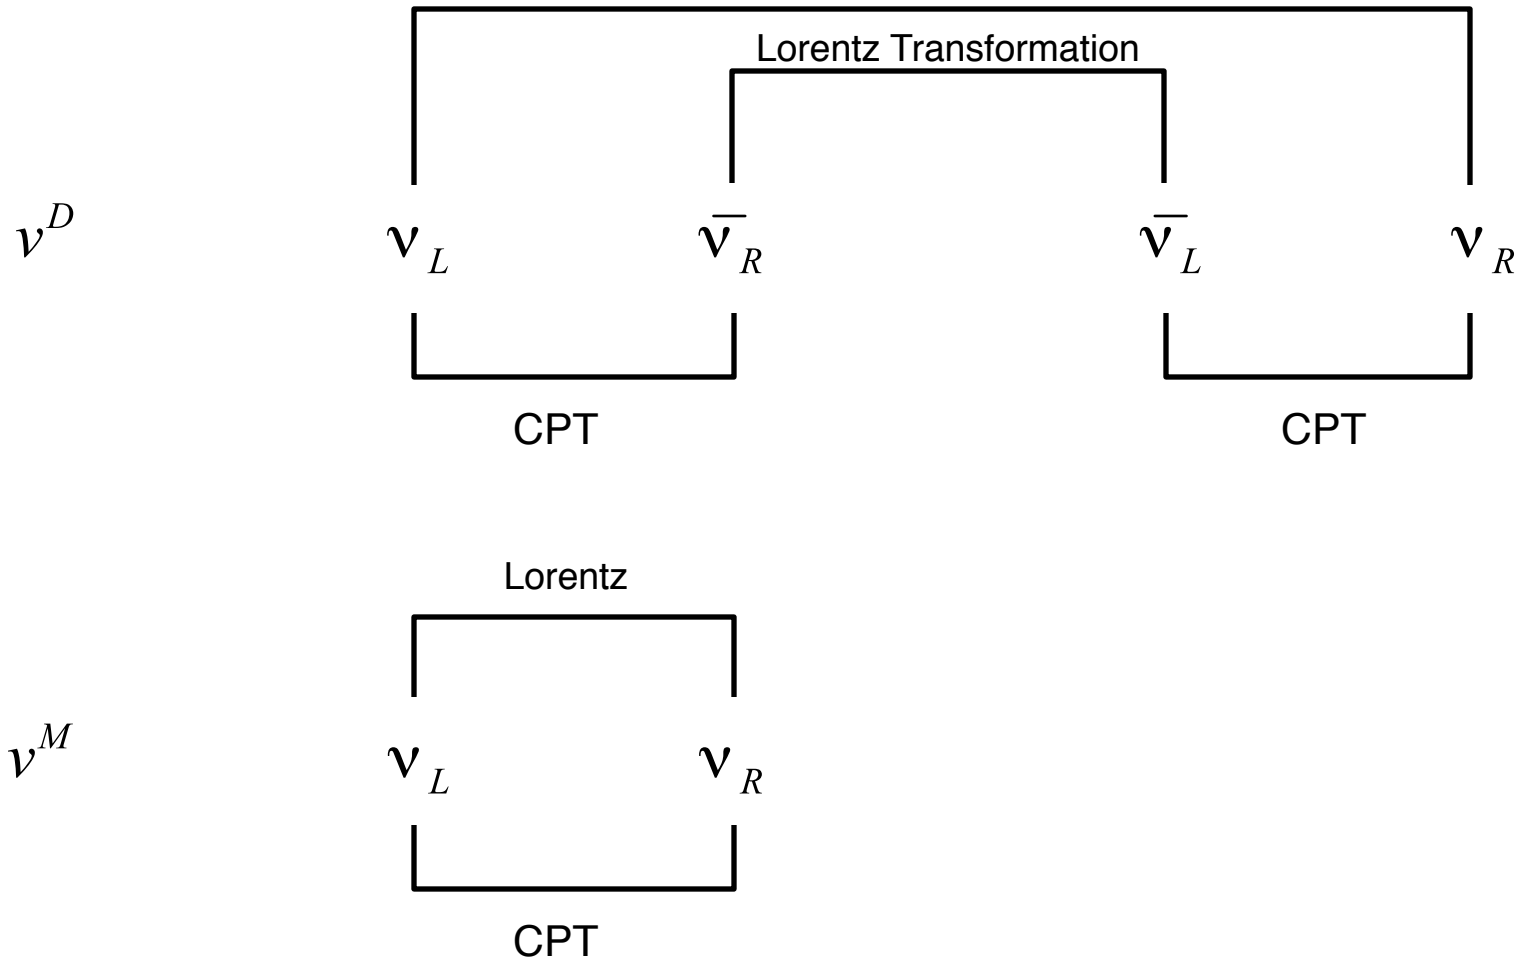 Lorentz Transformation
ν^D ν_L ν̅_R ν̅_L ν_R
CPT CPT
Lorentz
ν^M ν_L ν_R
CPT